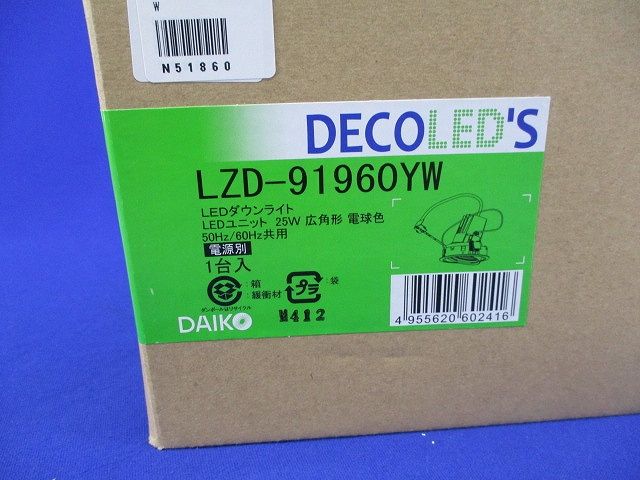 W
N51860
DECOLED'S
LZD-91960YW
LEDダウンライト
LEDユニット 25W 広角形 電球色
50Hz/60Hz共用
電源別
1台入
:箱
:緩衝材
プラ
:袋
ダンボールはリサイクル
DAIKO
M412
4 955620 602416